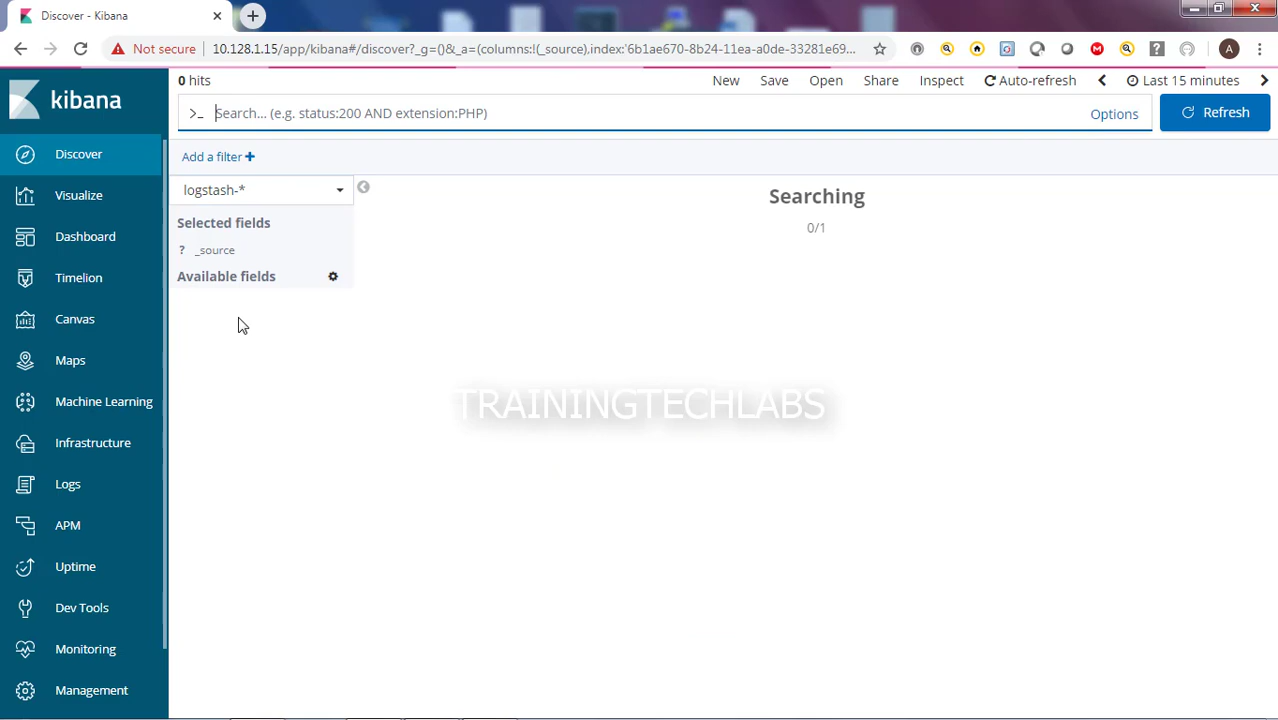 Discover - Kibana
Not secure
10.128.1.15/app/kibana#/discover?_g=()&_a=(columns:!(_source),index:'6b1ae670-8b24-11ea-a0de-33281e69...
A
kibana
Discover
Visualize
Dashboard
Timelion
Canvas
Maps
Machine Learning
Infrastructure
Logs
APM
Uptime
Dev Tools
Monitoring
Management
0 hits
New
Save
Open
Share
Inspect
Auto-refresh
Last 15 minutes
>_ Search... (e.g. status:200 AND extension:PHP)
Options
Refresh
Add a filter +
logstash-*
Selected fields
? _source
Available fields
Searching
0/1
TRAININGTECHLABS